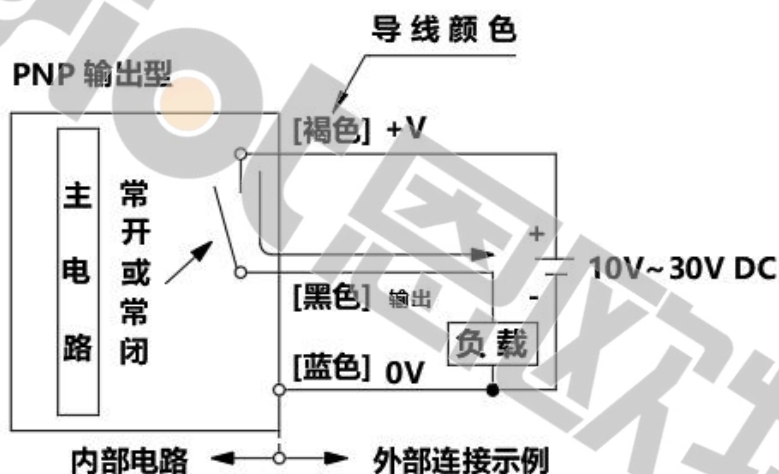 导线颜色
PNP 输出型
[褐色] +V
主电路
常开或常闭
+
10V~30V DC
-
[黑色] 输出
负载
[蓝色] 0V
内部电路
外部连接示例